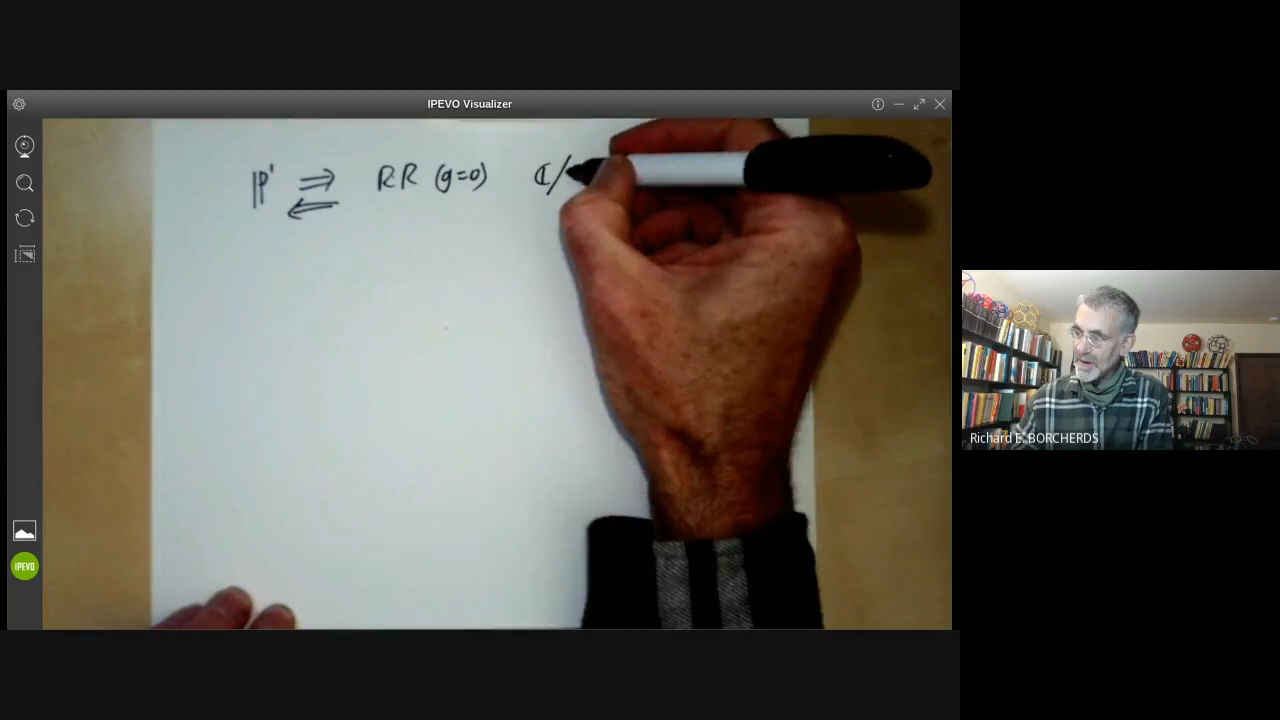 IPEVO Visualizer
ℙ¹ ⇒ RR (g=0) ℂ/
⇐
IPEVO
Richard E. BORCHERDS